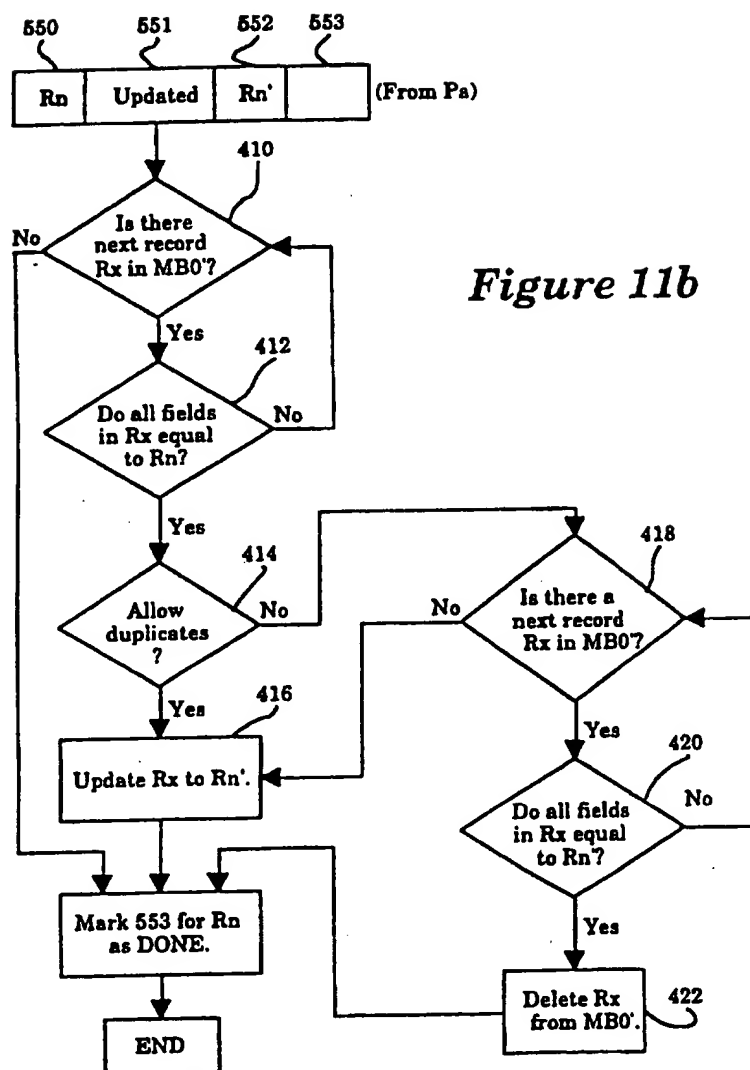 550 551 552 553
Rn Updated Rn' (From Pa)
410
Is there
next record
Rx in MB0'?
No
Yes
Figure 11b
412
Do all fields
in Rx equal
to Rn?
No
Yes
414
Allow
duplicates
?
No
Yes
418
Is there a
next record
Rx in MB0'?
No
Yes
416
Update Rx to Rn'.
420
Do all fields
in Rx equal
to Rn'?
No
Yes
Mark 553 for Rn
as DONE.
Delete Rx
from MB0'.
422
END